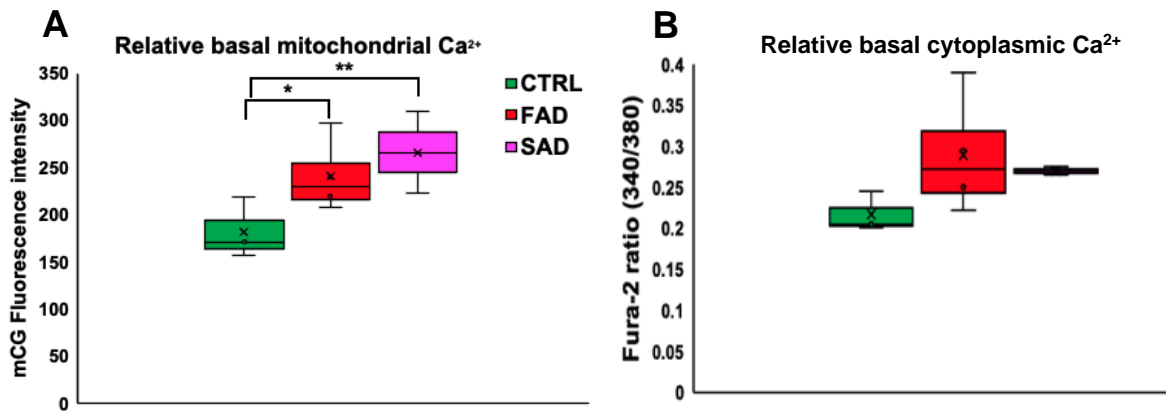 A
Relative basal mitochondrial Ca²⁺
mCG Fluorescence intensity
350
300
250
200
150
100
50
0
*
**
CTRL
FAD
SAD
B
Relative basal cytoplasmic Ca²⁺
Fura-2 ratio (340/380)
0.4
0.35
0.3
0.25
0.2
0.15
0.1
0.05
0